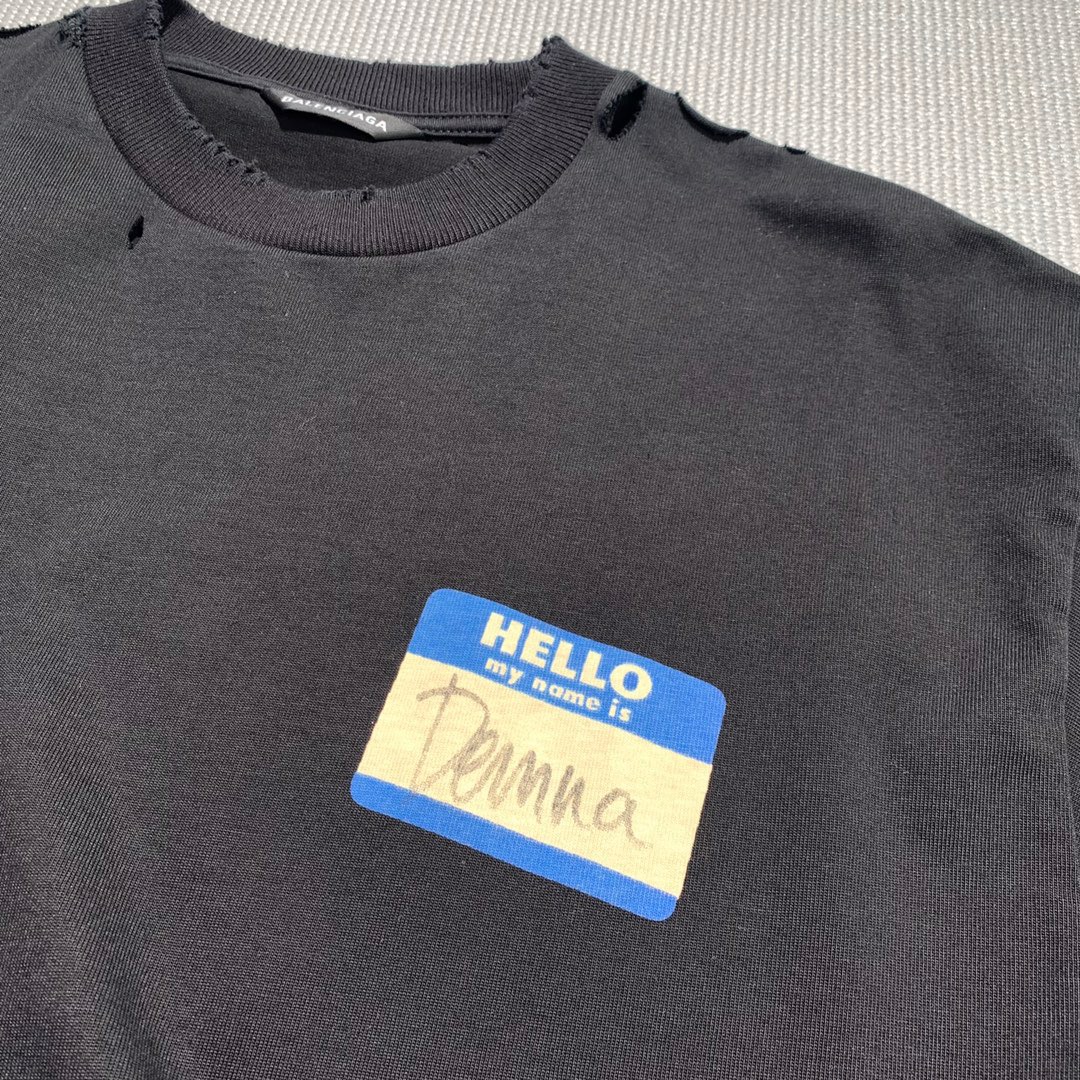 BALENCIAGA
HELLO
my name is
Demna